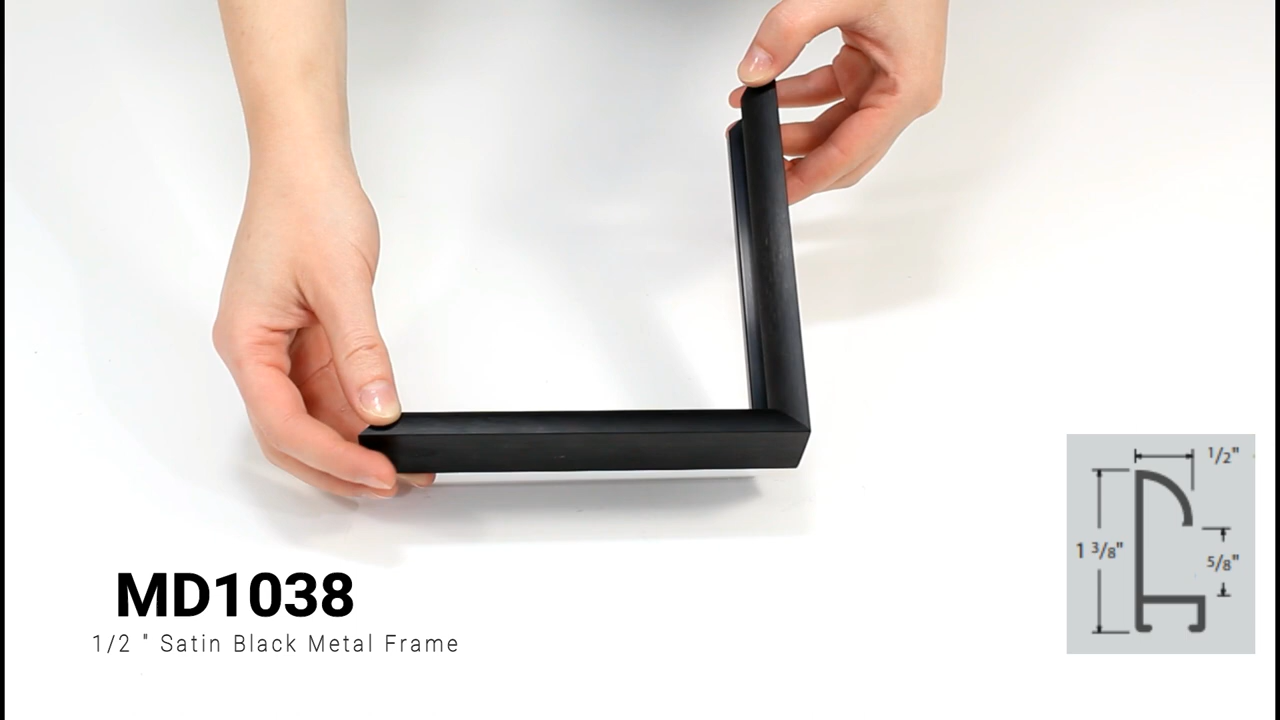 MD1038
1/2 " Satin Black Metal Frame
1/2"
1 3/8"
5/8"